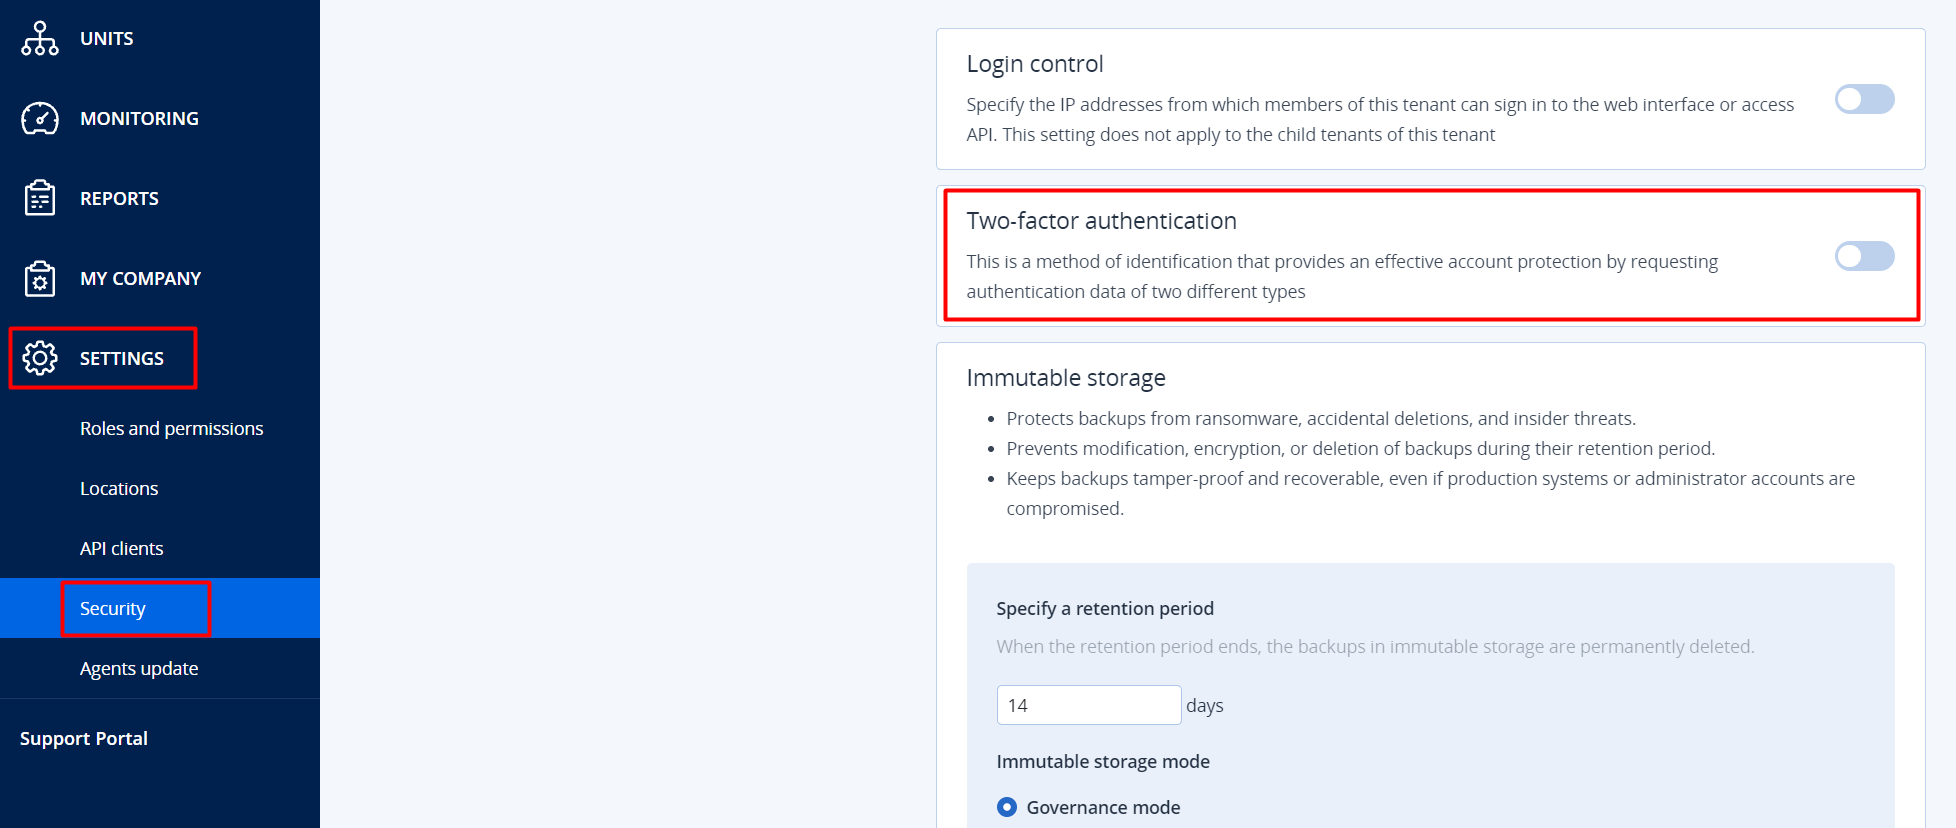 UNITS
MONITORING
REPORTS
MY COMPANY
SETTINGS
Roles and permissions
Locations
API clients
Security
Agents update
Support Portal
Login control
Specify the IP addresses from which members of this tenant can sign in to the web interface or access
API. This setting does not apply to the child tenants of this tenant
Two-factor authentication
This is a method of identification that provides an effective account protection by requesting
authentication data of two different types
Immutable storage
• Protects backups from ransomware, accidental deletions, and insider threats.
• Prevents modification, encryption, or deletion of backups during their retention period.
• Keeps backups tamper-proof and recoverable, even if production systems or administrator accounts are
compromised.
Specify a retention period
When the retention period ends, the backups in immutable storage are permanently deleted.
14 days
Immutable storage mode
Governance mode